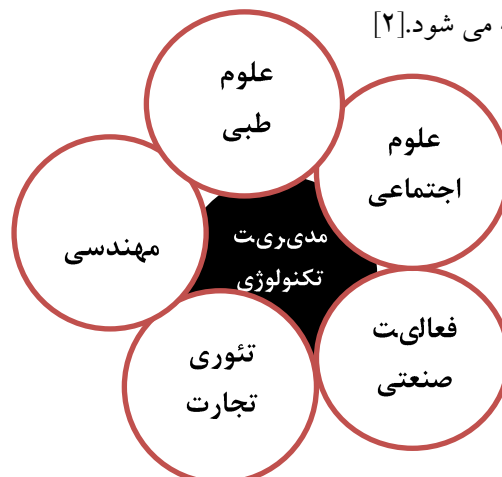 می شود.[۲]
علوم
طبی
علوم
اجتماعی
مهندسی
مدیریت
تکنولوژی
فعالیت
صنعتی
تئوری
تجارت